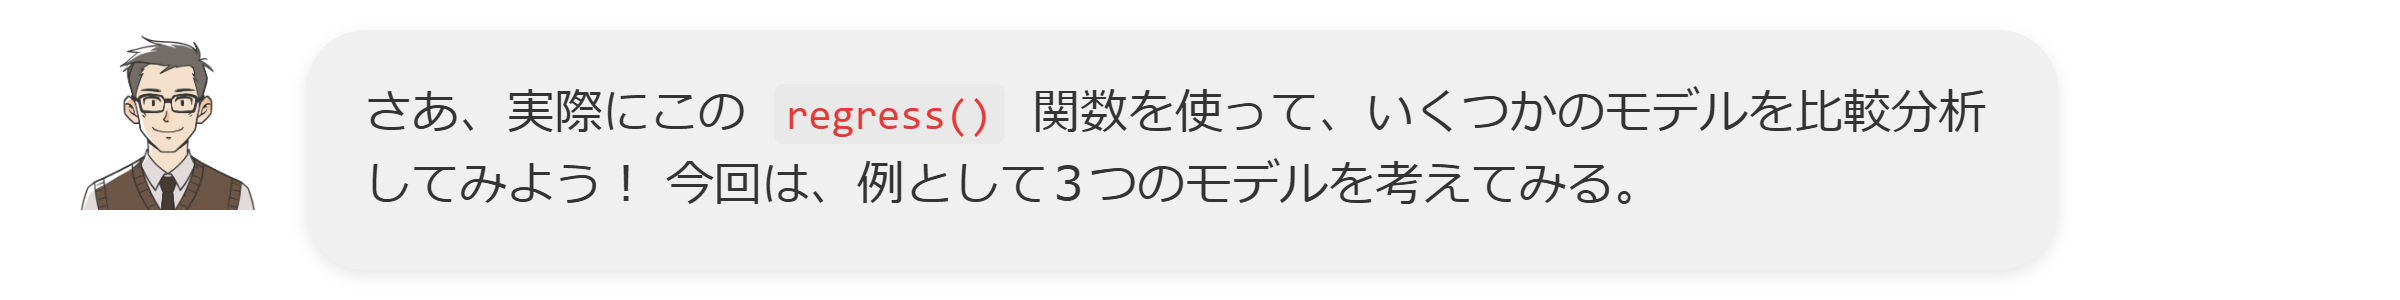 さあ、実際にこの regress() 関数を使って、いくつかのモデルを比較分析
してみよう！ 今回は、例として３つのモデルを考えてみる。